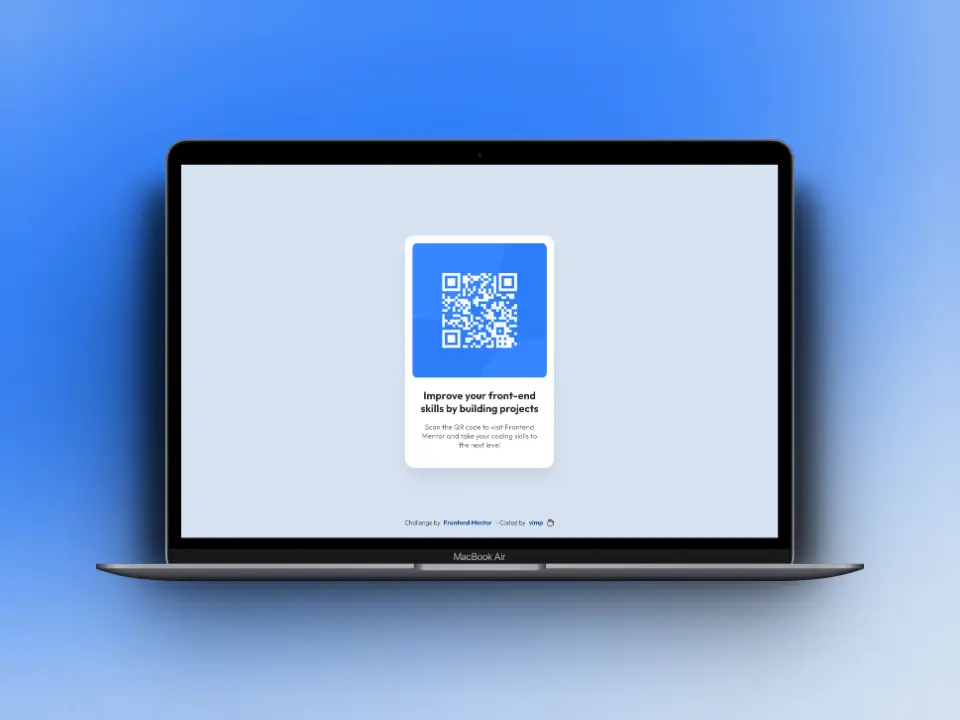 Improve your front-end
skills by building projects
Scan the QR code to visit Frontend
Mentor and take your coding skills to
the next level
Challenge by Frontend Mentor - Coded by vimp
MacBook Air